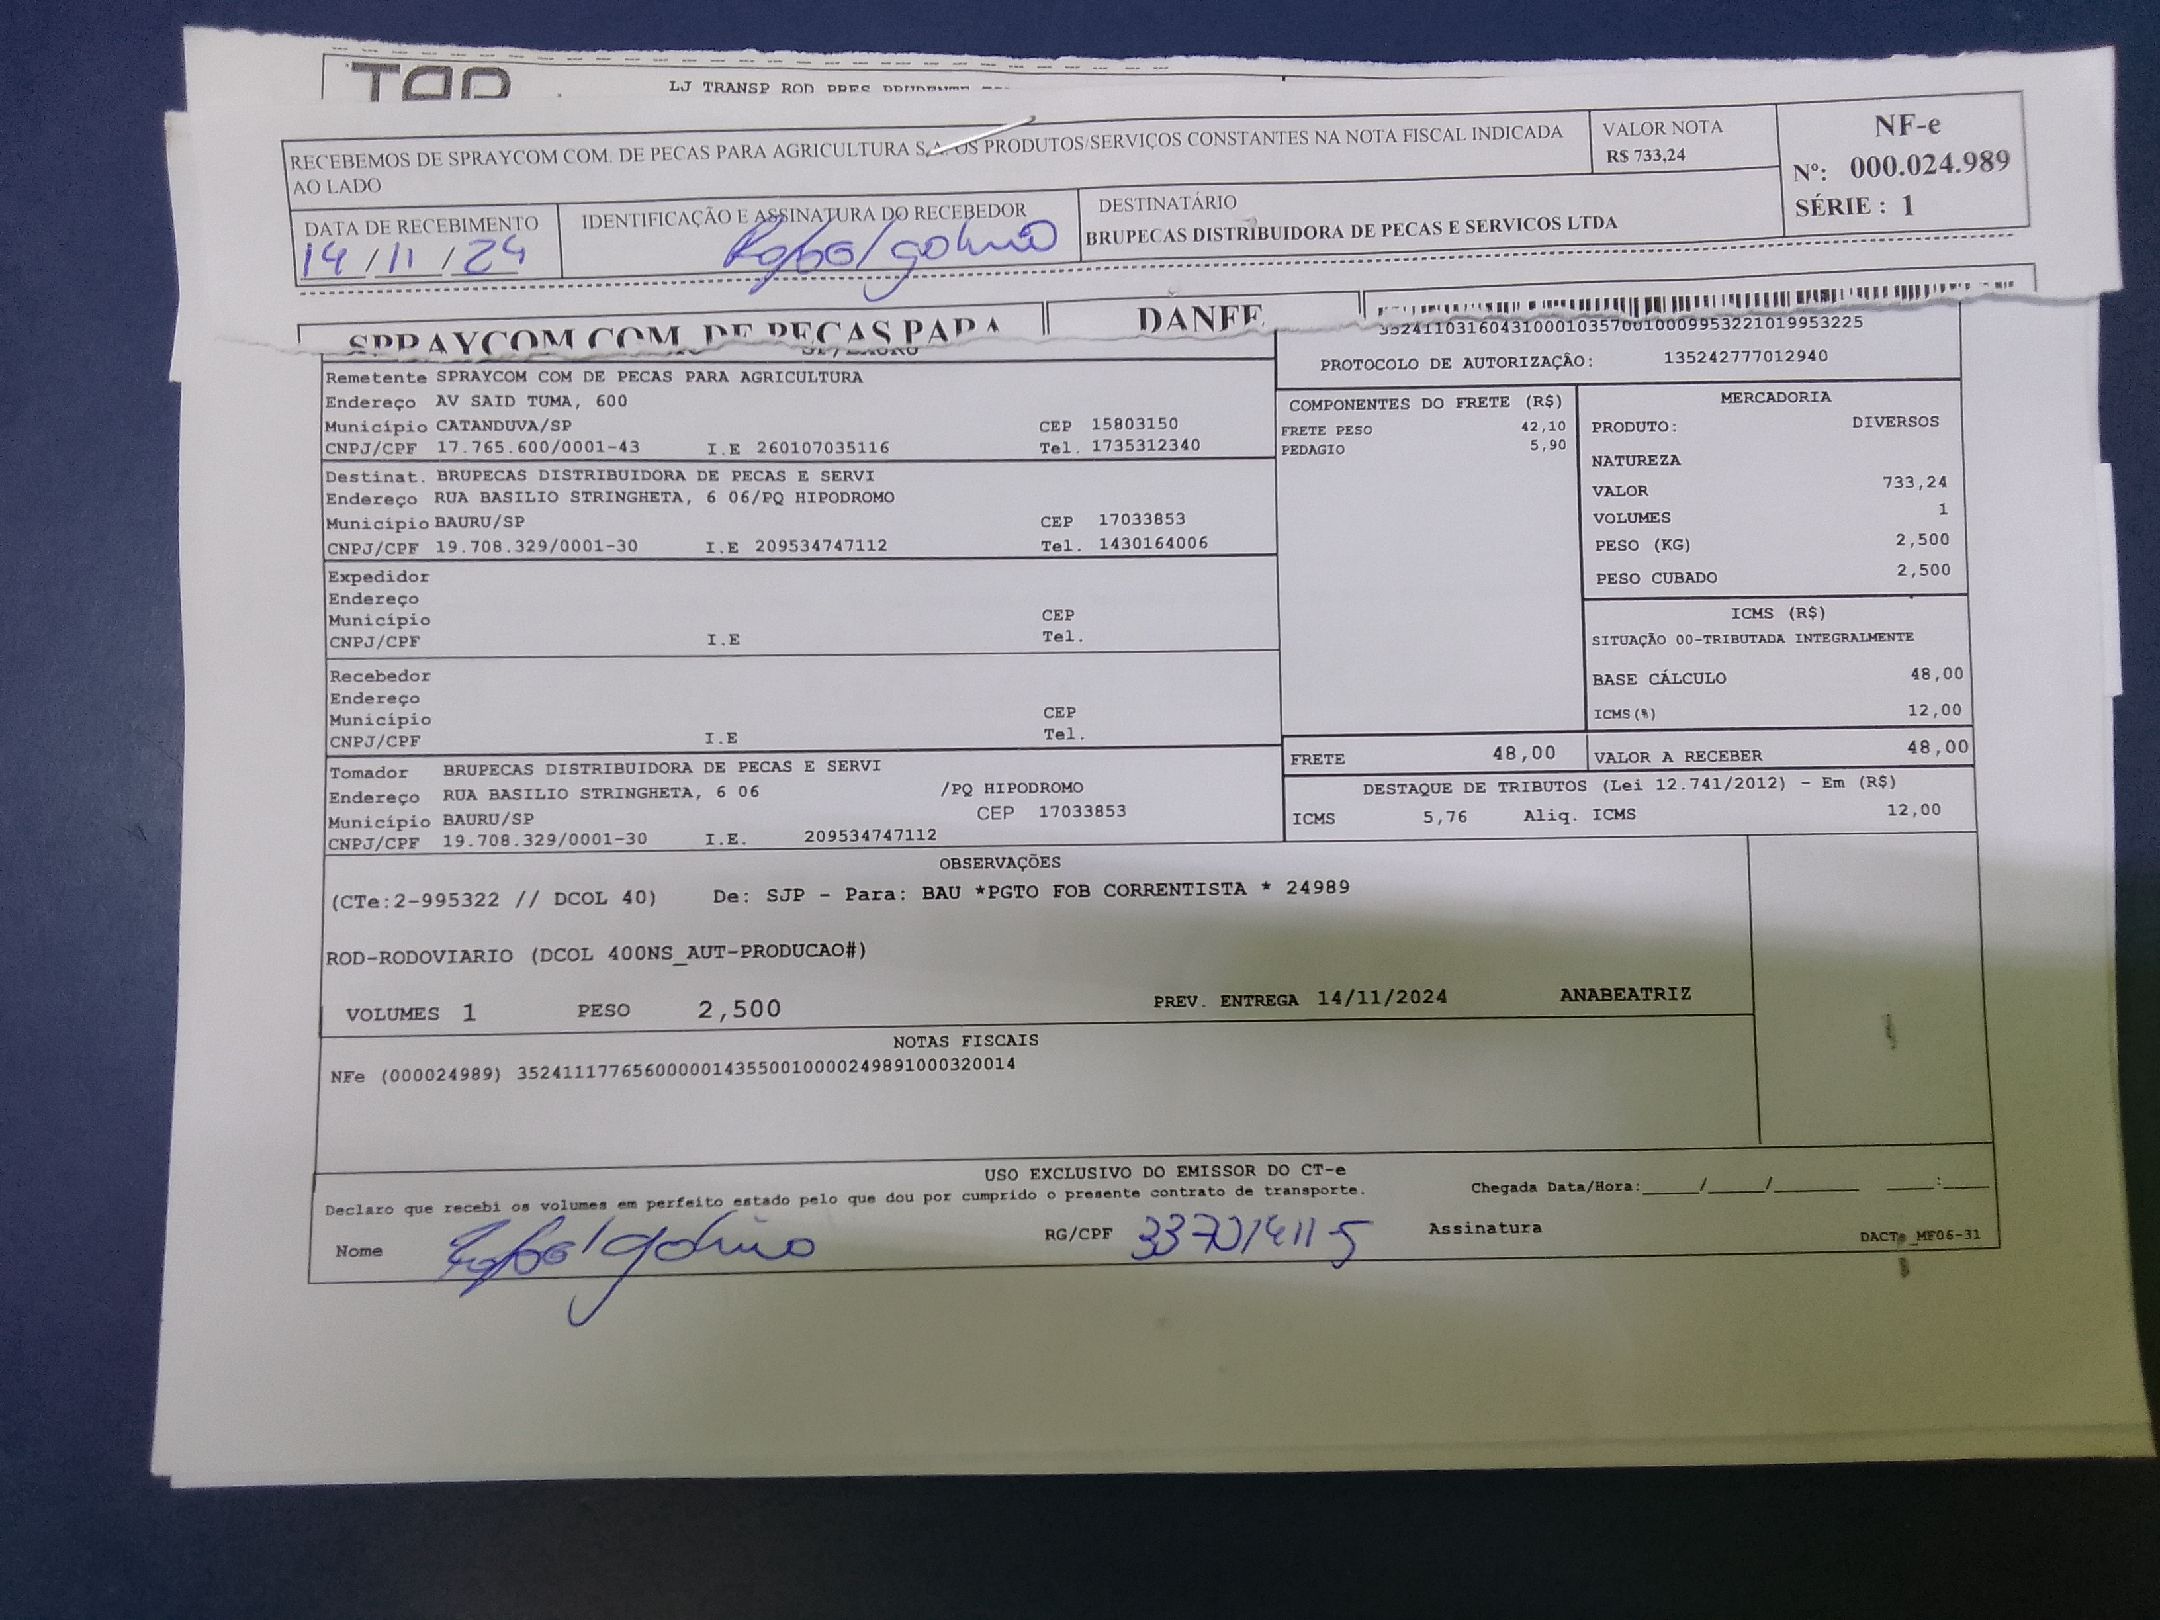 LJ TRANSP ROD PRES PRUDENTE
RECEBEMOS DE SPRAYCOM COM. DE PECAS PARA AGRICULTURA S.A. OS PRODUTOS/SERVIÇOS CONSTANTES NA NOTA FISCAL INDICADA
AO LADO
VALOR NOTA
R$ 733,24
NF-e
Nº: 000.024.989
SÉRIE : 1
DATA DE RECEBIMENTO
14/11/24
IDENTIFICAÇÃO E ASSINATURA DO RECEBEDOR
DESTINATÁRIO
BRUPECAS DISTRIBUIDORA DE PECAS E SERVICOS LTDA
SPRAYCOM COM. DE PECAS PARA
DANFE
35241103160431000103570010009953221019953225
PROTOCOLO DE AUTORIZAÇÃO: 135242777012940
Remetente SPRAYCOM COM DE PECAS PARA AGRICULTURA
Endereço AV SAID TUMA, 600
Município CATANDUVA/SP CEP 15803150
CNPJ/CPF 17.765.600/0001-43 I.E 260107035116 Tel. 1735312340
Destinat. BRUPECAS DISTRIBUIDORA DE PECAS E SERVI
Endereço RUA BASILIO STRINGHETA, 6 06/PQ HIPODROMO
Município BAURU/SP CEP 17033853
CNPJ/CPF 19.708.329/0001-30 I.E 209534747112 Tel. 1430164006
Expedidor
Endereço
Município CEP
CNPJ/CPF I.E Tel.
Recebedor
Endereço
Município CEP
CNPJ/CPF I.E Tel.
Tomador BRUPECAS DISTRIBUIDORA DE PECAS E SERVI
Endereço RUA BASILIO STRINGHETA, 6 06 /PQ HIPODROMO
Município BAURU/SP CEP 17033853
CNPJ/CPF 19.708.329/0001-30 I.E. 209534747112
COMPONENTES DO FRETE (R$)
FRETE PESO 42,10
PEDAGIO 5,90
MERCADORIA
PRODUTO: DIVERSOS
NATUREZA
VALOR 733,24
VOLUMES 1
PESO (KG) 2,500
PESO CUBADO 2,500
ICMS (R$)
SITUAÇÃO 00-TRIBUTADA INTEGRALMENTE
BASE CÁLCULO 48,00
ICMS(%) 12,00
FRETE 48,00
VALOR A RECEBER 48,00
DESTAQUE DE TRIBUTOS (Lei 12.741/2012) - Em (R$)
ICMS 5,76 Aliq. ICMS 12,00
OBSERVAÇÕES
(CTe:2-995322 // DCOL 40) De: SJP - Para: BAU *PGTO FOB CORRENTISTA * 24989
ROD-RODOVIARIO (DCOL 400NS_AUT-PRODUCAO#)
VOLUMES 1 PESO 2,500 PREV. ENTREGA 14/11/2024 ANABEATRIZ
NOTAS FISCAIS
NFe (000024989) 35241117765600000143550010000249891000320014
USO EXCLUSIVO DO EMISSOR DO CT-e
Declaro que recebi os volumes em perfeito estado pelo que dou por cumprido o presente contrato de transporte.
Chegada Data/Hora:_____/_____/________ ____:____
Nome
RG/CPF
Assinatura
DACTe_MF06-31